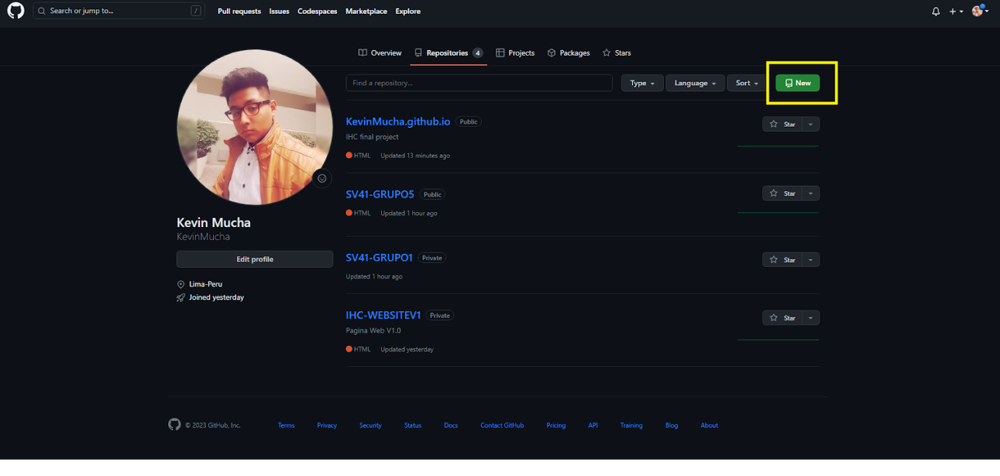 Search or jump to... / Pull requests Issues Codespaces Marketplace Explore
Overview Repositories 4 Projects Packages Stars
Find a repository... Type Language Sort New
KevinMucha.github.io Public Star
IHC final project
HTML Updated 13 minutes ago
SV41-GRUPO5 Public Star
HTML Updated 1 hour ago
Kevin Mucha
KevinMucha
Edit profile
Lima-Peru
Joined yesterday
SV41-GRUPO1 Private Star
Updated 1 hour ago
IHC-WEBSITEV1 Private Star
Pagina Web V1.0
HTML Updated yesterday
© 2023 GitHub, Inc. Terms Privacy Security Status Docs Contact GitHub Pricing API Training Blog About